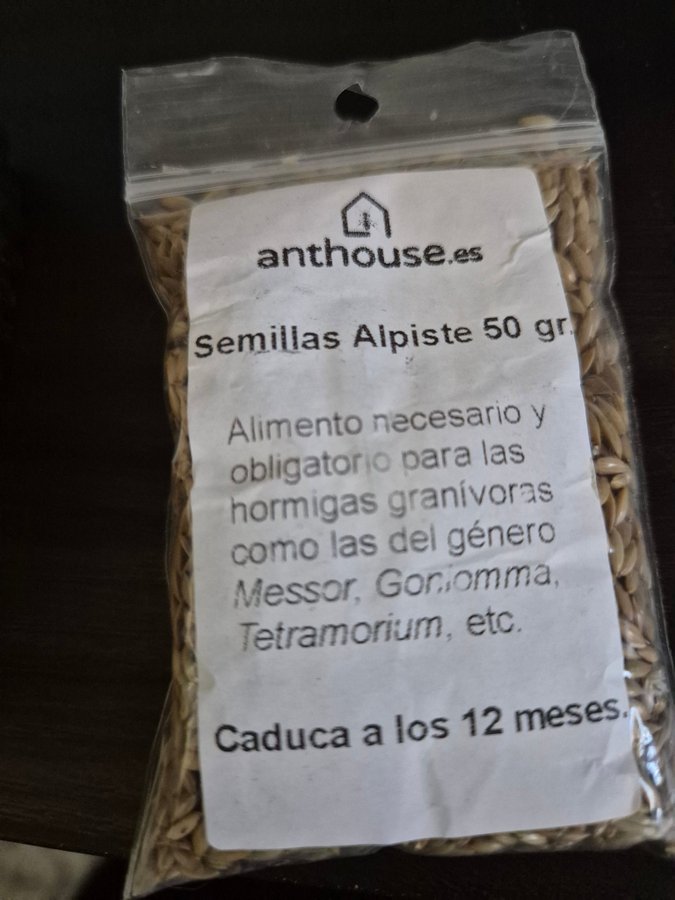 anthouse.es
Semillas Alpiste 50 gr.
Alimento necesario y
obligatorio para las
hormigas granívoras
como las del género
Messor, Goniomma,
Tetramorium, etc.
Caduca a los 12 meses.